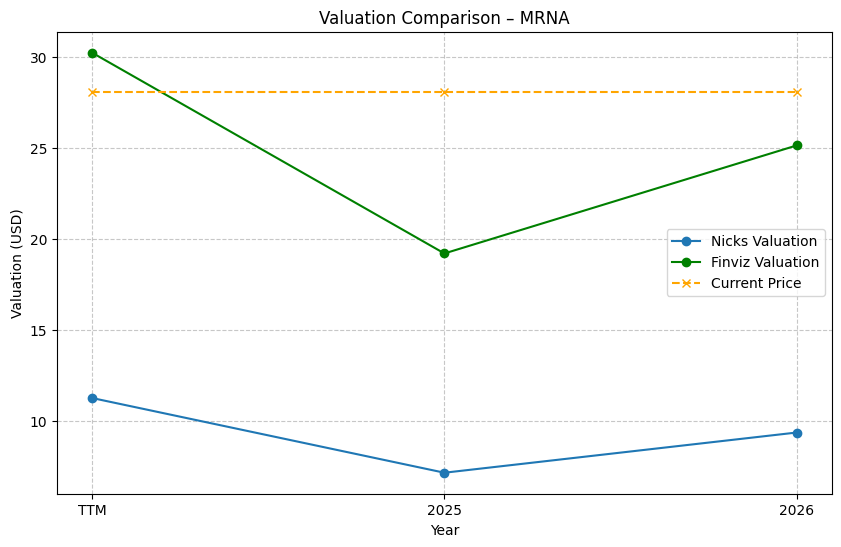 Valuation Comparison – MRNA
Valuation (USD)
30
25
20
15
10
Nicks Valuation
Finviz Valuation
Current Price
TTM
2025
2026
Year